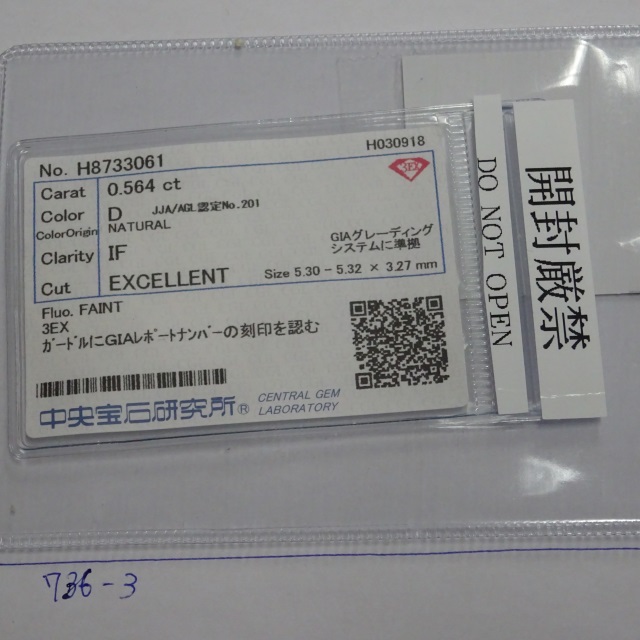 No. H8733061
H030918
Carat 0.564 ct
3EX
Color D JJA/AGL認定No.201
ColorOrigin NATURAL
GIAグレーディング
システムに準拠
Clarity IF
Cut EXCELLENT Size 5.30 - 5.32 × 3.27 mm
Fluo. FAINT
3EX
ガードルにGIAレポートナンバーの刻印を認む
中央宝石研究所® CENTRAL GEM
LABORATORY
DO NOT OPEN
開封厳禁
736-3